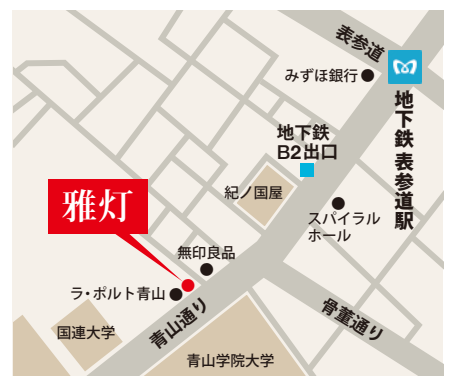 表参道
みずほ銀行
地下鉄 表参道駅
地下鉄
B2出口
紀ノ国屋
スパイラル
ホール
雅灯
無印良品
ラ・ポルト青山
青山通り
骨董通り
国連大学
青山学院大学